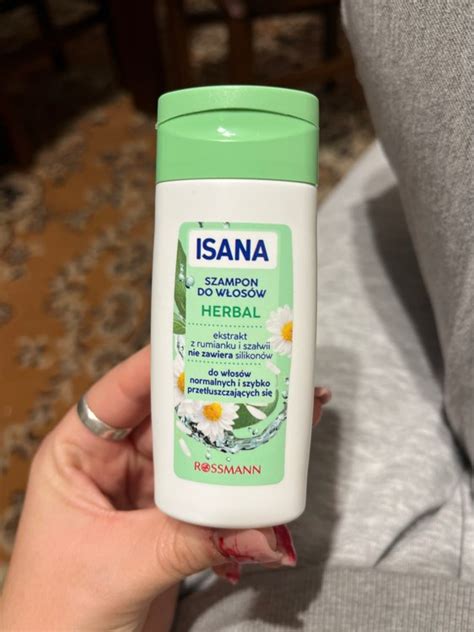 ISANA
SZAMPON
DO WŁOSÓW
HERBAL
ekstrakt
z rumianku i szałwii
nie zawiera silikonów
do włosów
normalnych i szybko
przetłuszczających się
ROSSMANN